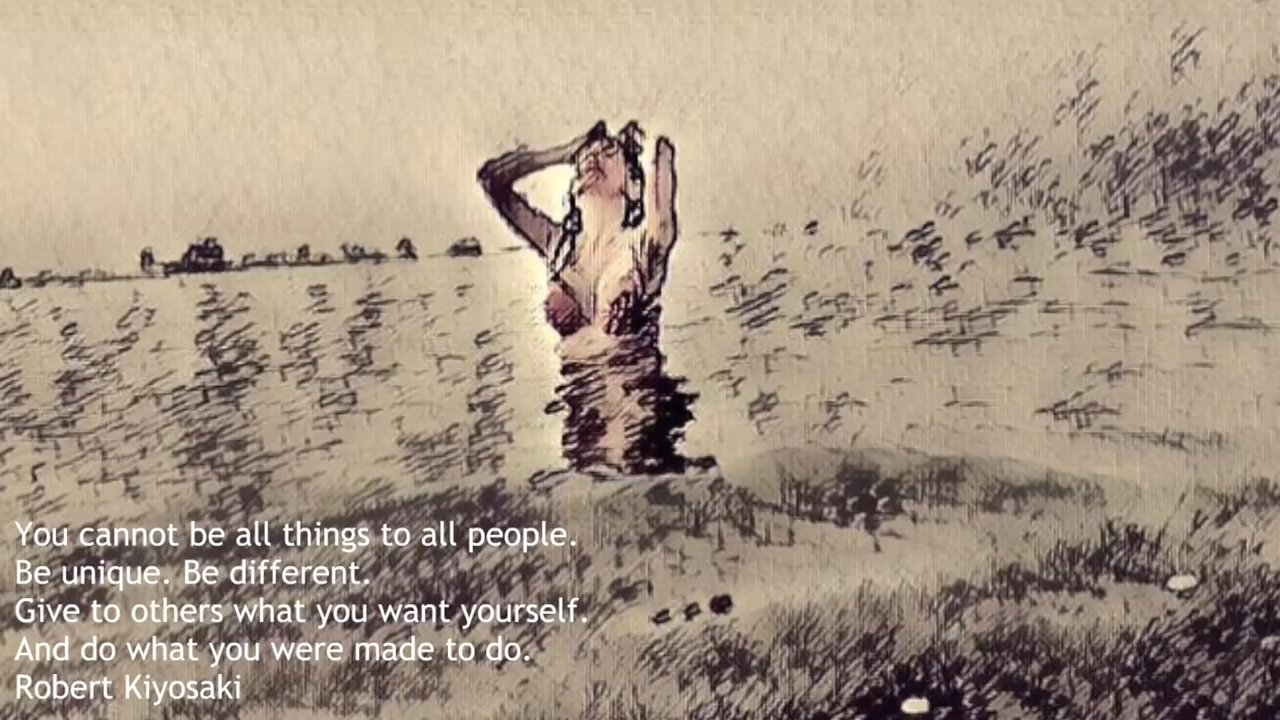 You cannot be all things to all people.
Be unique. Be different.
Give to others what you want yourself.
And do what you were made to do.
Robert Kiyosaki